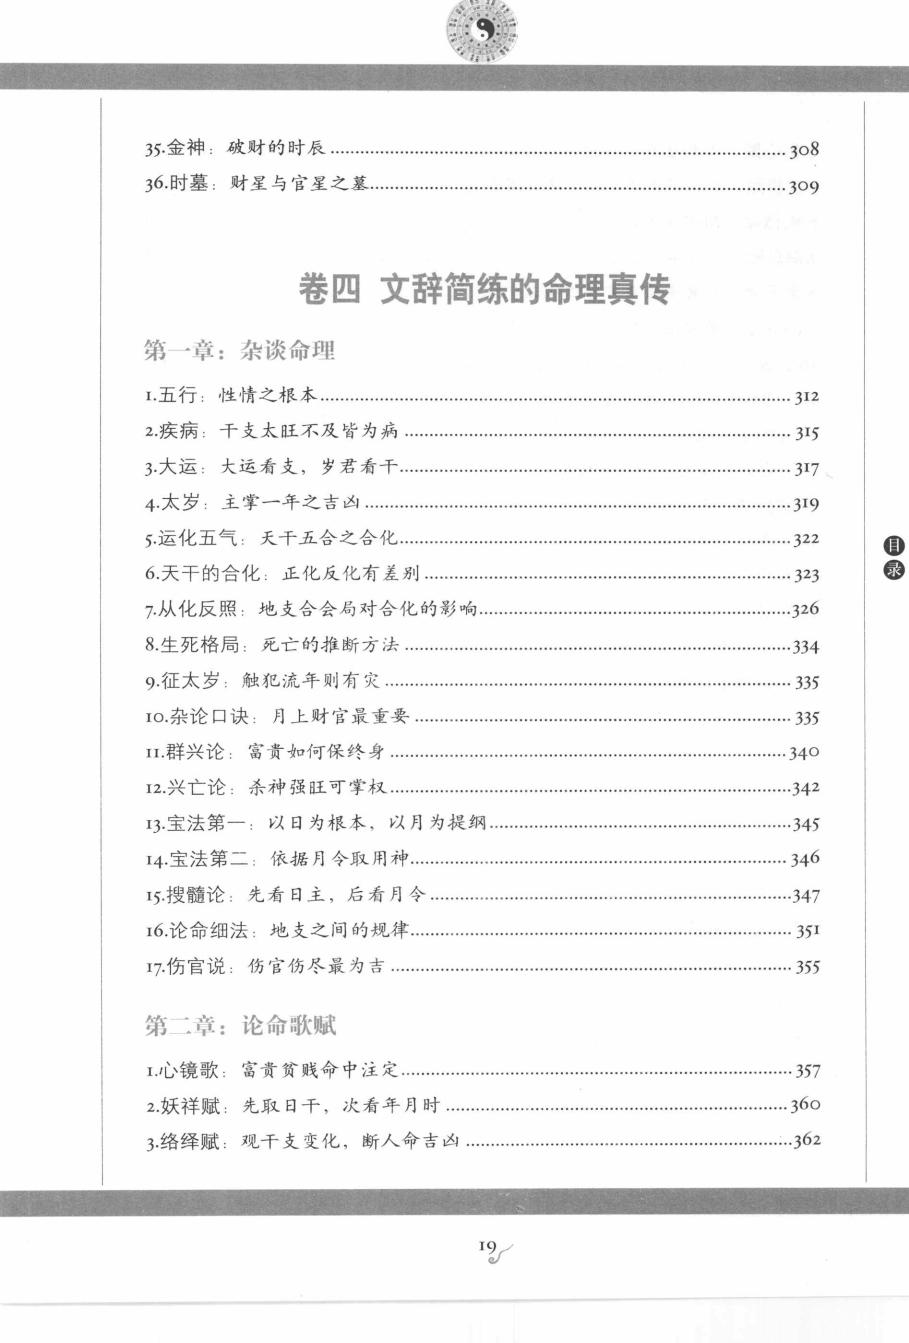 35.金神：破财的时辰 308
36.时墓：财星与官星之墓 309
卷四 文辞简练的命理真传
第一章：杂谈命理
1.五行：性情之根本 312
2.疾病：干支太旺不及皆为病 315
3.大运：大运看支，岁君看干 317
4.太岁：主掌一年之吉凶 319
5.运化五气：天干五合之合化 322
6.天干的合化：正化反化有差别 323
7.从化反照：地支合会局对合化的影响 326
8.生死格局：死亡的推断方法 334
9.征太岁：触犯流年则有灾 335
10.杂论口诀：月上财官最重要 335
11.群兴论：富贵如何保终身 340
12.兴亡论：杀神强旺可掌权 342
13.宝法第一：以日为根本，以月为提纲 345
14.宝法第二：依据月令取用神 346
15.搜髓论：先看日主，后看月令 347
16.论命细法：地支之间的规律 351
17.伤官说：伤官伤尽最为吉 355
第二章：论命歌赋
1.心镜歌：富贵贫贱命中注定 357
2.妖祥赋：先取日干，次看年月时 360
3.络绎赋：观干支变化，断人命吉凶 362
目录
19